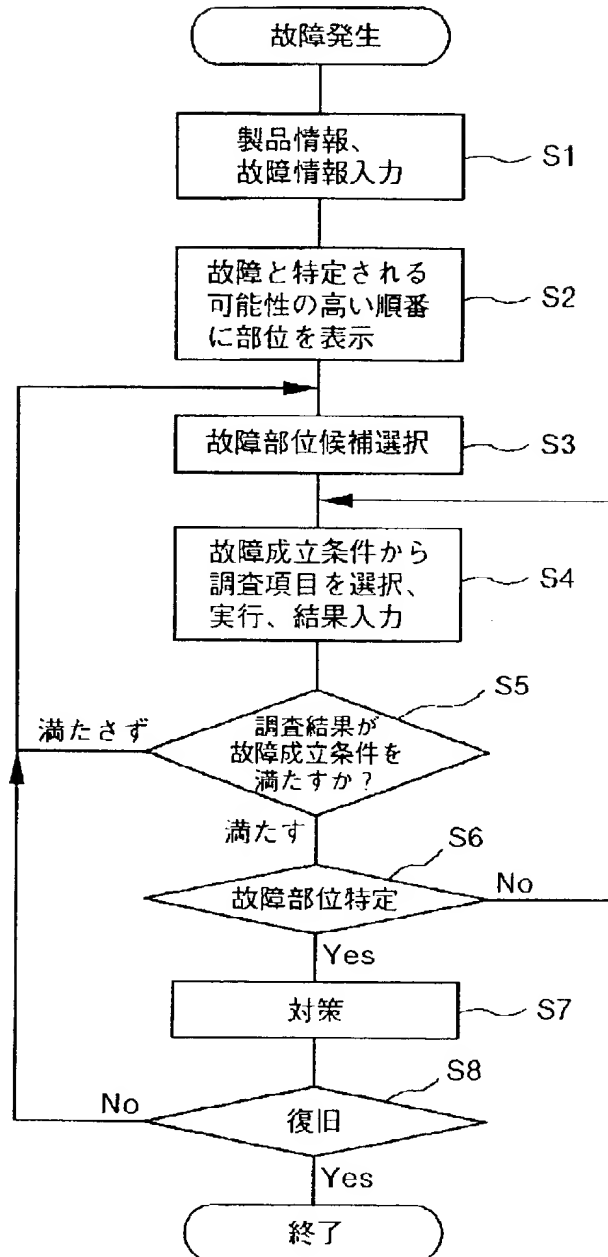 故障発生
製品情報、
故障情報入力
S1
故障と特定される
可能性の高い順番
に部位を表示
S2
故障部位候補選択
S3
故障成立条件から
調査項目を選択、
実行、結果入力
S4
S5
満たさず
調査結果が
故障成立条件を
満たすか?
満たす
S6
故障部位特定
No
Yes
対策
S7
S8
No
復旧
Yes
終了